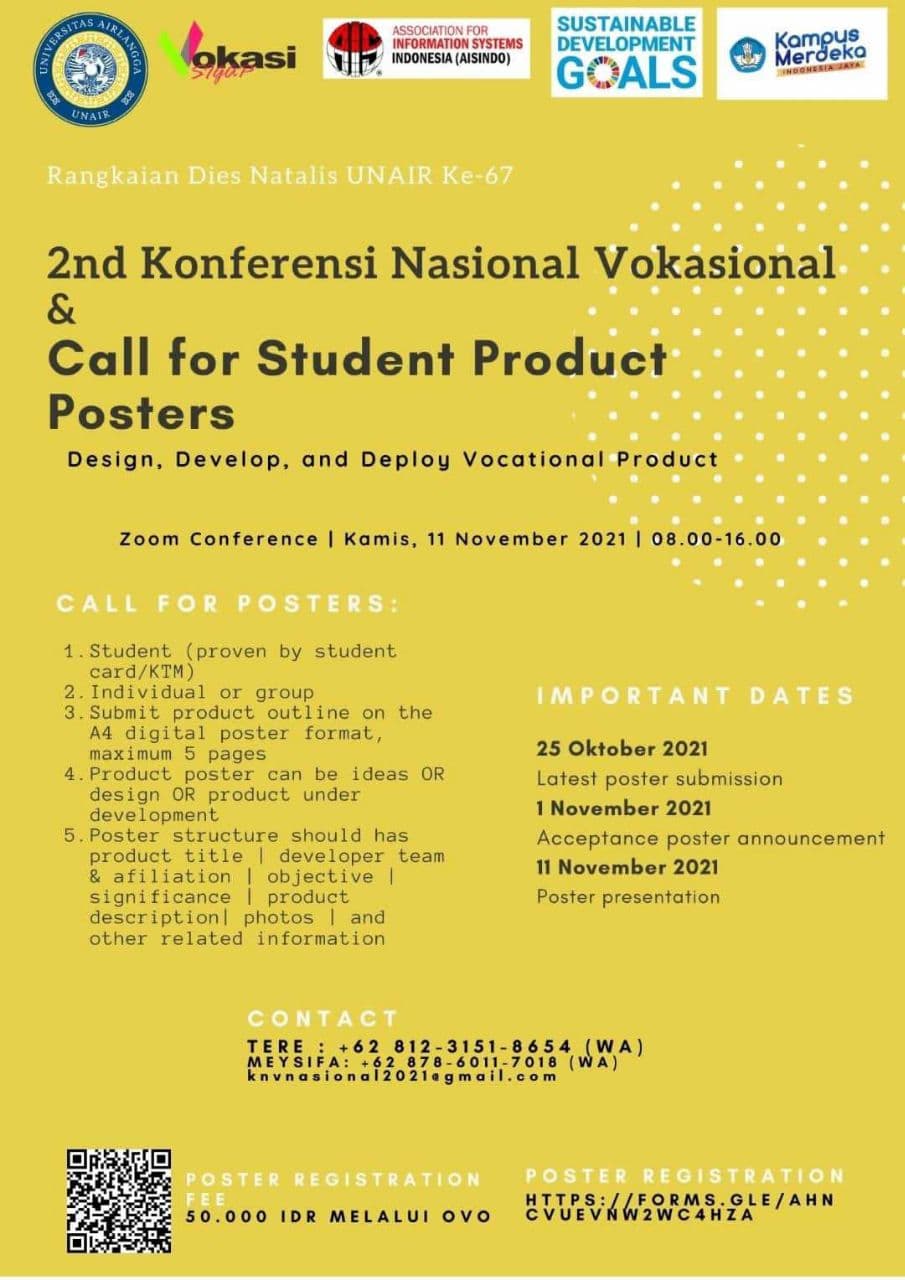 UNIVERSITAS AIRLANGGA
UNAIR
Vokasi
Siyap
ASSOCIATION FOR
INFORMATION SYSTEMS
INDONESIA (AISINDO)
SUSTAINABLE
DEVELOPMENT
GOALS
Kampus
Merdeka
INDONESIA JAYA
Rangkaian Dies Natalis UNAIR Ke-67
2nd Konferensi Nasional Vokasional
&
Call for Student Product
Posters
Design, Develop, and Deploy Vocational Product
Zoom Conference | Kamis, 11 November 2021 | 08.00-16.00
CALL FOR POSTERS:
1. Student (proven by student
card/KTM)
2. Individual or group
3. Submit product outline on the
A4 digital poster format,
maximum 5 pages
4. Product poster can be ideas OR
design OR product under
development
5. Poster structure should has
product title | developer team
& afiliation | objective |
significance | product
description| photos | and
other related information
IMPORTANT DATES
25 Oktober 2021
Latest poster submission
1 November 2021
Acceptance poster announcement
11 November 2021
Poster presentation
CONTACT
TERE : +62 812-3151-8654 (WA)
MEYSIFA: +62 878-6011-7018 (WA)
knvnasional2021@gmail.com
POSTER REGISTRATION
FEE
50.000 IDR MELALUI OVO
POSTER REGISTRATION
HTTPS://FORMS.GLE/AHN
CVUEVNW2WC4HZA